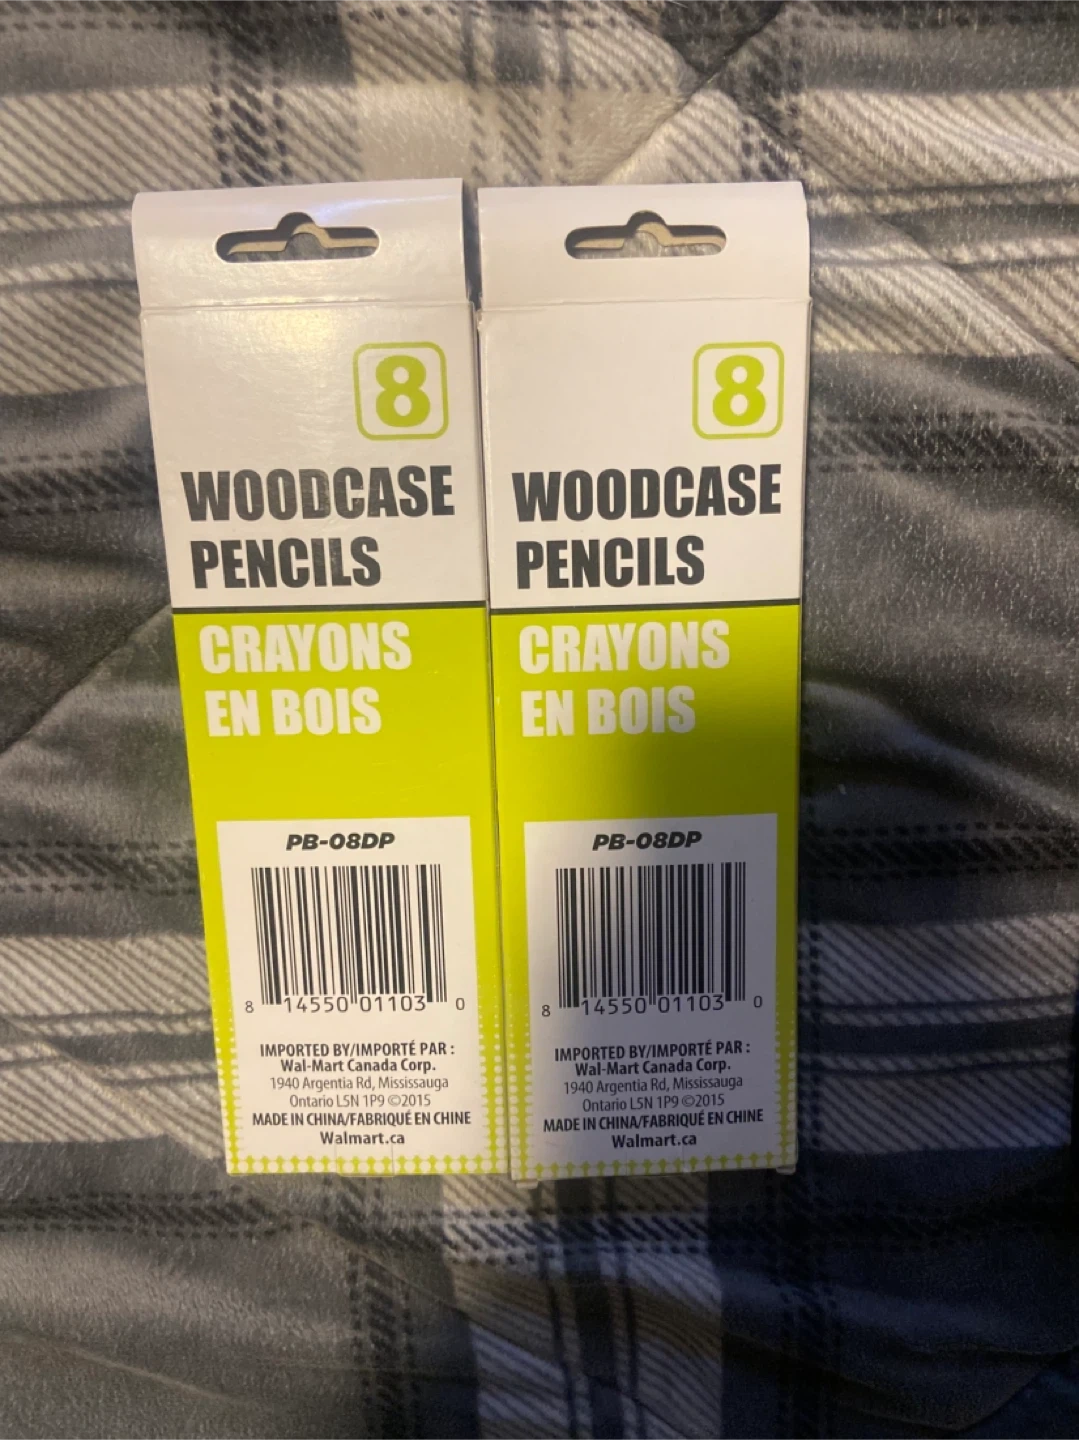 8
WOODCASE
PENCILS
CRAYONS
EN BOIS
PB-08DP
8 14550 01103 0
IMPORTED BY/IMPORTÉ PAR :
Wal-Mart Canada Corp.
1940 Argentia Rd, Mississauga
Ontario L5N 1P9 ©2015
MADE IN CHINA/FABRIQUÉ EN CHINE
Walmart.ca
8
WOODCASE
PENCILS
CRAYONS
EN BOIS
PB-08DP
8 14550 01103 0
IMPORTED BY/IMPORTÉ PAR :
Wal-Mart Canada Corp.
1940 Argentia Rd, Mississauga
Ontario L5N 1P9 ©2015
MADE IN CHINA/FABRIQUÉ EN CHINE
Walmart.ca